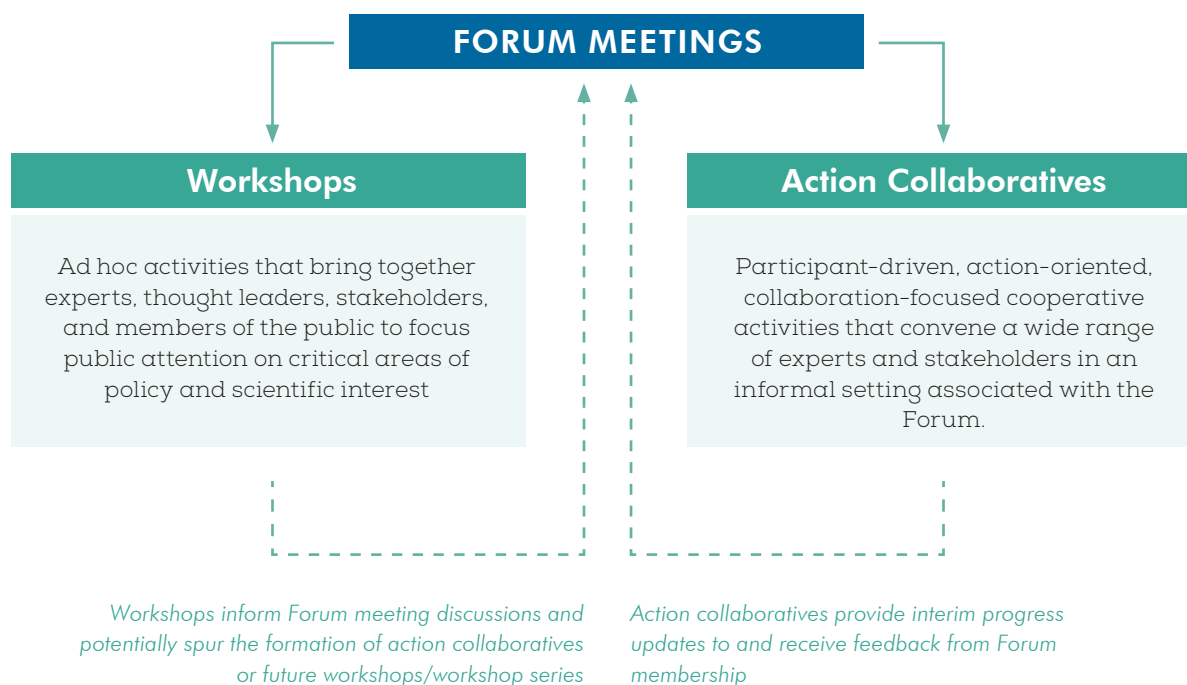 FORUM MEETINGS
Workshops
Ad hoc activities that bring together
experts, thought leaders, stakeholders,
and members of the public to focus
public attention on critical areas of
policy and scientific interest
Action Collaboratives
Participant-driven, action-oriented,
collaboration-focused cooperative
activities that convene a wide range
of experts and stakeholders in an
informal setting associated with the
Forum.
Workshops inform Forum meeting discussions and
potentially spur the formation of action collaboratives
or future workshops/workshop series
Action collaboratives provide interim progress
updates to and receive feedback from Forum
membership